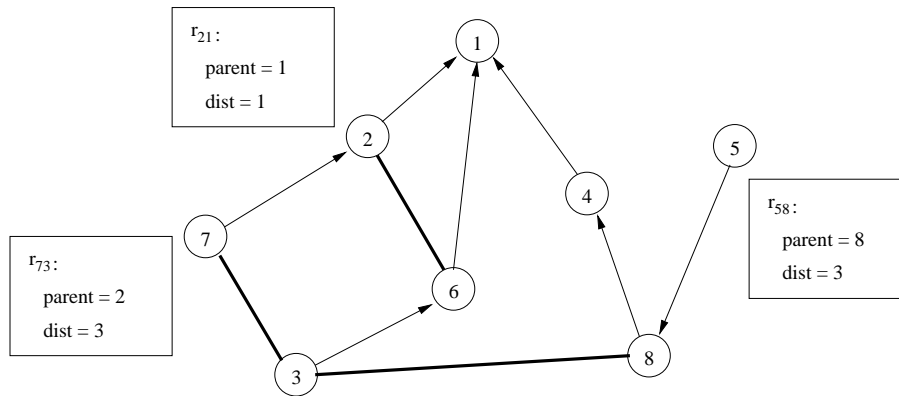 r21:
parent = 1
dist = 1
1
2
5
4
r58:
parent = 8
dist = 3
7
r73:
parent = 2
dist = 3
6
8
3